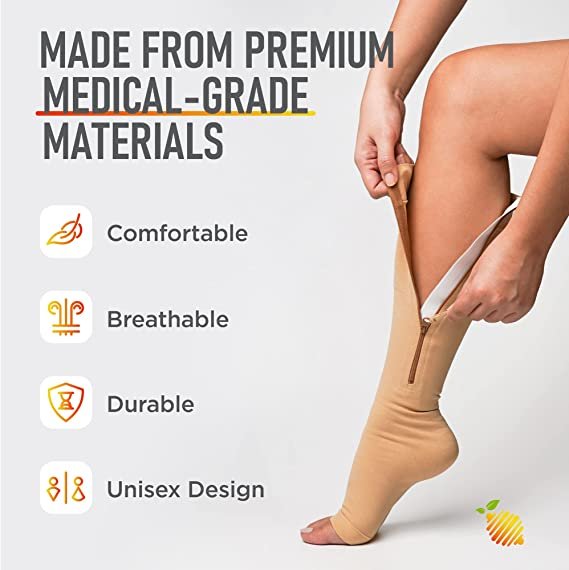 MADE FROM PREMIUM
MEDICAL-GRADE
MATERIALS
Comfortable
Breathable
Durable
Unisex Design